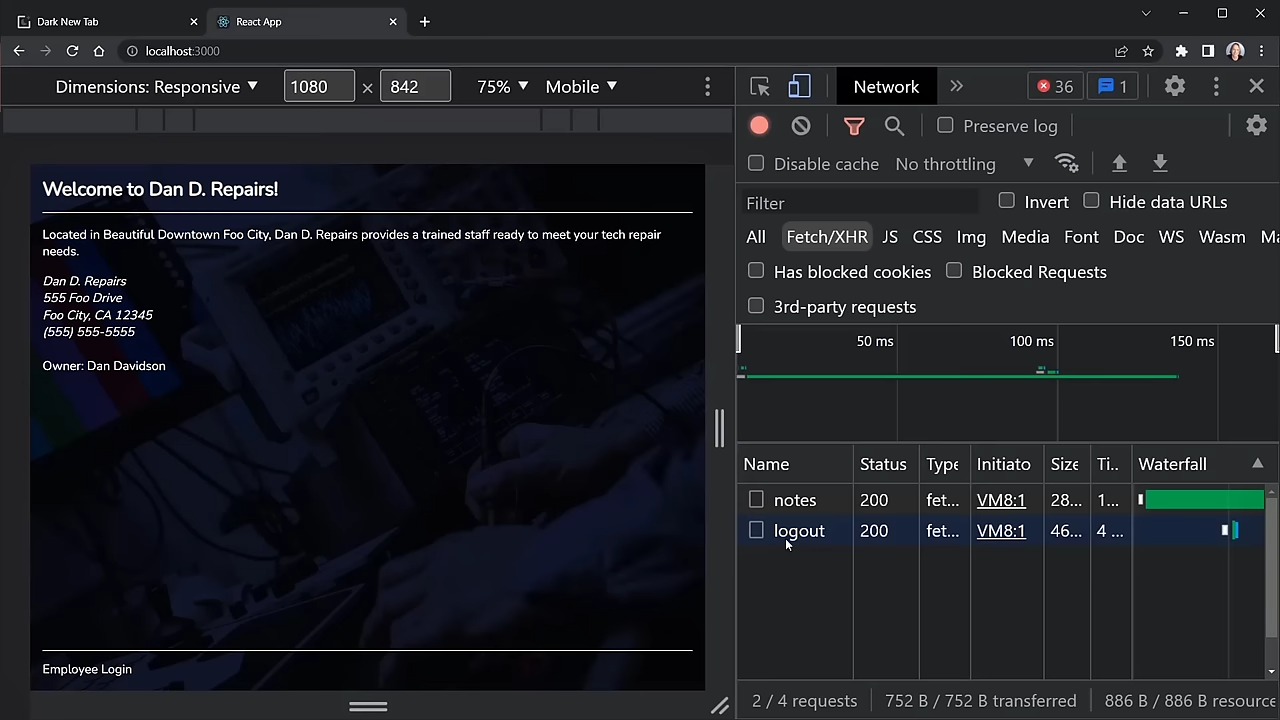 Dark New Tab
React App
localhost:3000
Dimensions: Responsive ▼ 1080 × 842 75% ▼ Mobile ▼
Network 36 1
Preserve log
Disable cache No throttling ▼
Filter Invert Hide data URLs
All Fetch/XHR JS CSS Img Media Font Doc WS Wasm Ma
Has blocked cookies Blocked Requests
3rd-party requests
50 ms 100 ms 150 ms
Name Status Type Initiato Size Ti.. Waterfall
notes 200 fet... VM8:1 28... 1...
logout 200 fet... VM8:1 46... 4 ...
2 / 4 requests 752 B / 752 B transferred 886 B / 886 B resource
Welcome to Dan D. Repairs!
Located in Beautiful Downtown Foo City, Dan D. Repairs provides a trained staff ready to meet your tech repair
needs.
Dan D. Repairs
555 Foo Drive
Foo City, CA 12345
(555) 555-5555
Owner: Dan Davidson
Employee Login